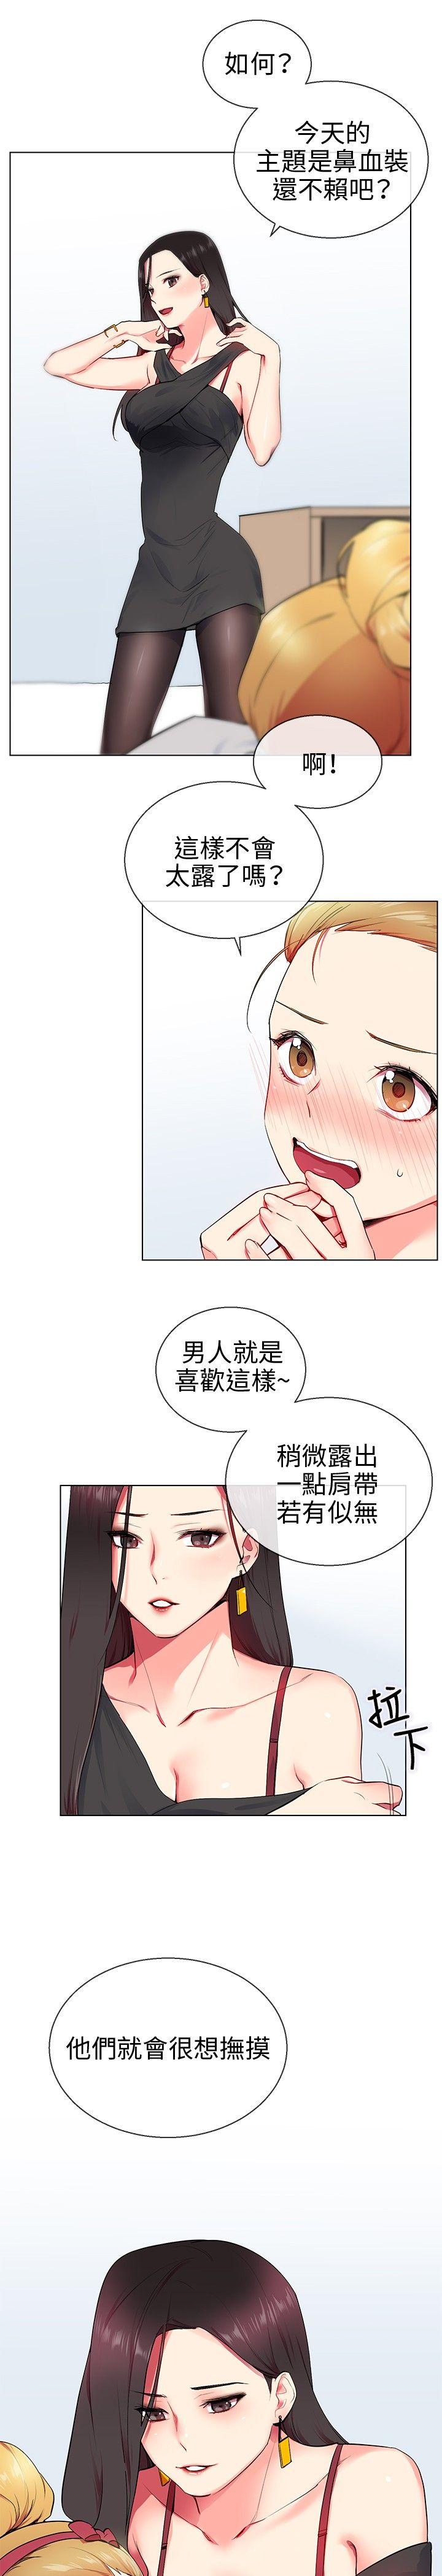 如何?
今天的
主題是鼻血裝
還不賴吧?
啊!
這樣不會
太露了嗎?
男人就是
喜歡這樣~
稍微露出
一點肩帶
若有似無
拉下
他們就會很想撫摸